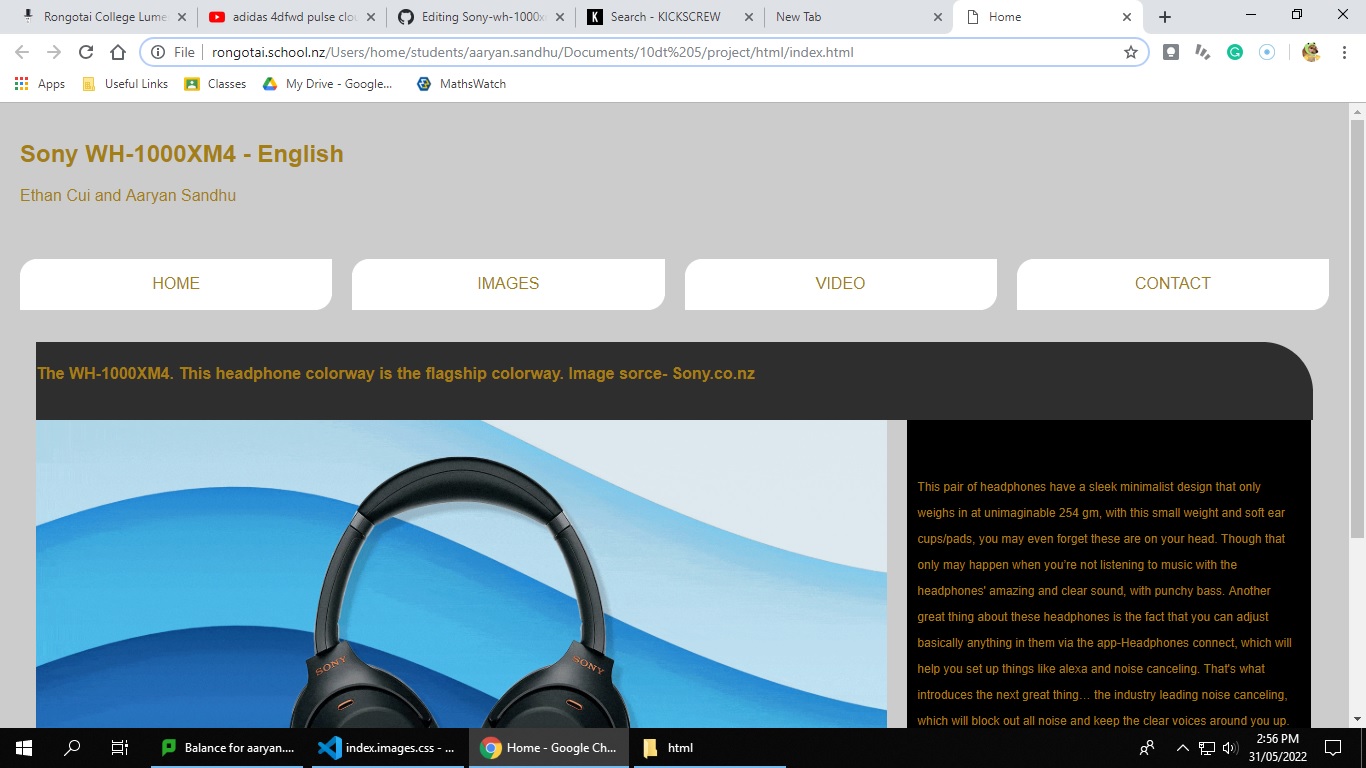 Rongotai College Lume
adidas 4dfwd pulse clou
Editing Sony-wh-1000x
Search - KICKSCREW
New Tab
Home
File
rongotai.school.nz/Users/home/students/aaryan.sandhu/Documents/10dt%205/project/html/index.html
Apps
Useful Links
Classes
My Drive - Google...
MathsWatch
Sony WH-1000XM4 - English
Ethan Cui and Aaryan Sandhu
HOME
IMAGES
VIDEO
CONTACT
The WH-1000XM4. This headphone colorway is the flagship colorway. Image sorce- Sony.co.nz
SONY
SONY
This pair of headphones have a sleek minimalist design that only
weighs in at unimaginable 254 gm, with this small weight and soft ear
cups/pads, you may even forget these are on your head. Though that
only may happen when you’re not listening to music with the
headphones' amazing and clear sound, with punchy bass. Another
great thing about these headphones is the fact that you can adjust
basically anything in them via the app-Headphones connect, which will
help you set up things like alexa and noise canceling. That's what
introduces the next great thing… the industry leading noise canceling,
which will block out all noise and keep the clear voices around you up.
Balance for aaryan....
index.images.css - ...
Home - Google Ch...
html
2:56 PM
31/05/2022